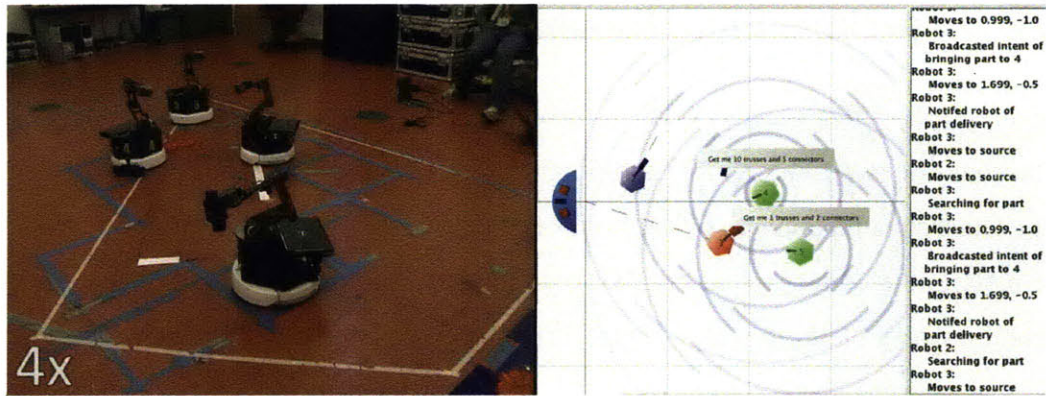 4x
Get me 10 trusses and 5 connectors
Get me 1 trusses and 2 connectors
Robot 3:
Moves to 0.999, -1.0
Robot 3:
Broadcasted intent of
bringing part to 4
Robot 3:
Moves to 1.699, -0.5
Robot 3:
Notifed robot of
part delivery
Robot 3:
Moves to source
Robot 2:
Moves to source
Robot 3:
Searching for part
Robot 3:
Moves to 0.999, -1.0
Robot 3:
Broadcasted intent of
bringing part to 4
Robot 3:
Moves to 1.699, -0.5
Robot 3:
Notifed robot of
part delivery
Robot 2:
Searching for part
Robot 3:
Moves to source